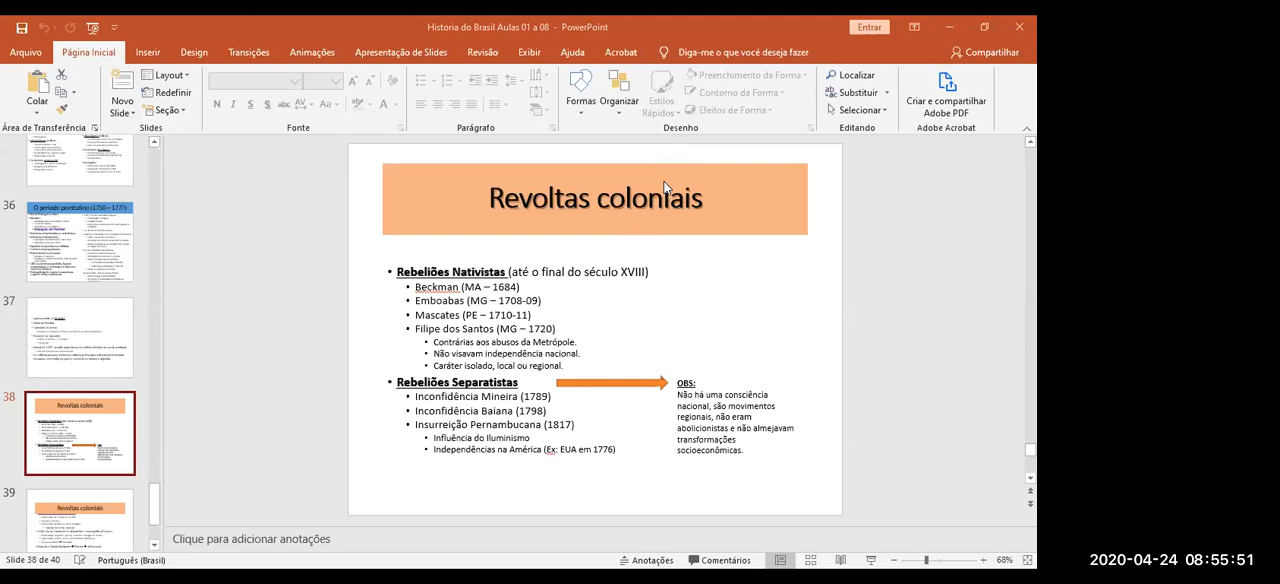 Historia do Brasil Aulas 01 a 08 - PowerPoint
Entrar
Arquivo Página Inicial Inserir Design Transições Animações Apresentação de Slides Revisão Exibir Ajuda Acrobat Diga-me o que você deseja fazer Compartilhar
Colar
Novo Slide
Layout
Redefinir
Seção
Formas
Organizar
Estilos Rápidos
Preenchimento da Forma
Contorno da Forma
Efeitos de Forma
Localizar
Substituir
Selecionar
Criar e compartilhar
Adobe PDF
Área de Transferência Slides Fonte Parágrafo Desenho Editando Adobe Acrobat
36
O período pombalino (1750 – 1777)
37
38
Revoltas coloniais
39
Revoltas coloniais
Revoltas coloniais
• Rebeliões Nativistas (até o final do século XVIII)
• Beckman (MA – 1684)
• Emboabas (MG – 1708-09)
• Mascates (PE – 1710-11)
• Filipe dos Santos (MG – 1720)
• Contrárias aos abusos da Metrópole.
• Não visavam independência nacional.
• Caráter isolado, local ou regional.
• Rebeliões Separatistas
• Inconfidência Mineira (1789)
• Inconfidência Baiana (1798)
• Insurreição Pernambucana (1817)
• Influência do Iluminismo
• Independências na América (Ex: EUA em 1776)
OBS:
Não há uma consciência
nacional, são movimentos
regionais, não eram
abolicionistas e não almejavam
transformações
socioeconômicas.
Clique para adicionar anotações
Slide 38 de 40 Português (Brasil) Anotações Comentários 68%
2020-04-24 08:55:51